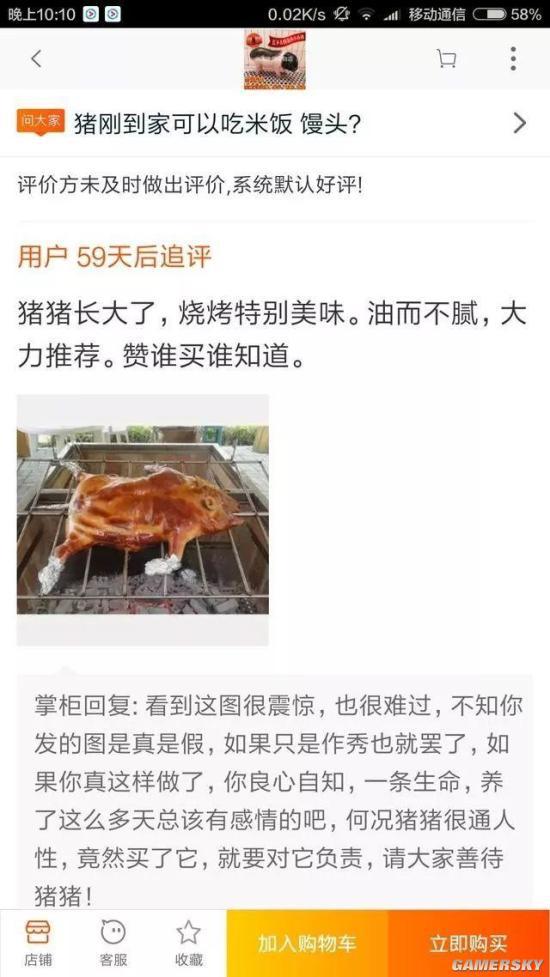 晚上10:10
0.02K/s
移动通信
58%
问大家
猪刚到家可以吃米饭 馒头?
评价方未及时做出评价,系统默认好评!
用户 59天后追评
猪猪长大了，烧烤特别美味。油而不腻，大
力推荐。赞谁买谁知道。
掌柜回复: 看到这图很震惊，也很难过，不知你
发的图是真是假，如果只是作秀也就罢了，如
果你真这样做了，你良心自知，一条生命，养
了这么多天总该有感情的吧，何况猪猪很通人
性，竟然买了它，就要对它负责，请大家善待
猪猪！
店铺
客服
收藏
加入购物车
立即购买
GAMERSKY